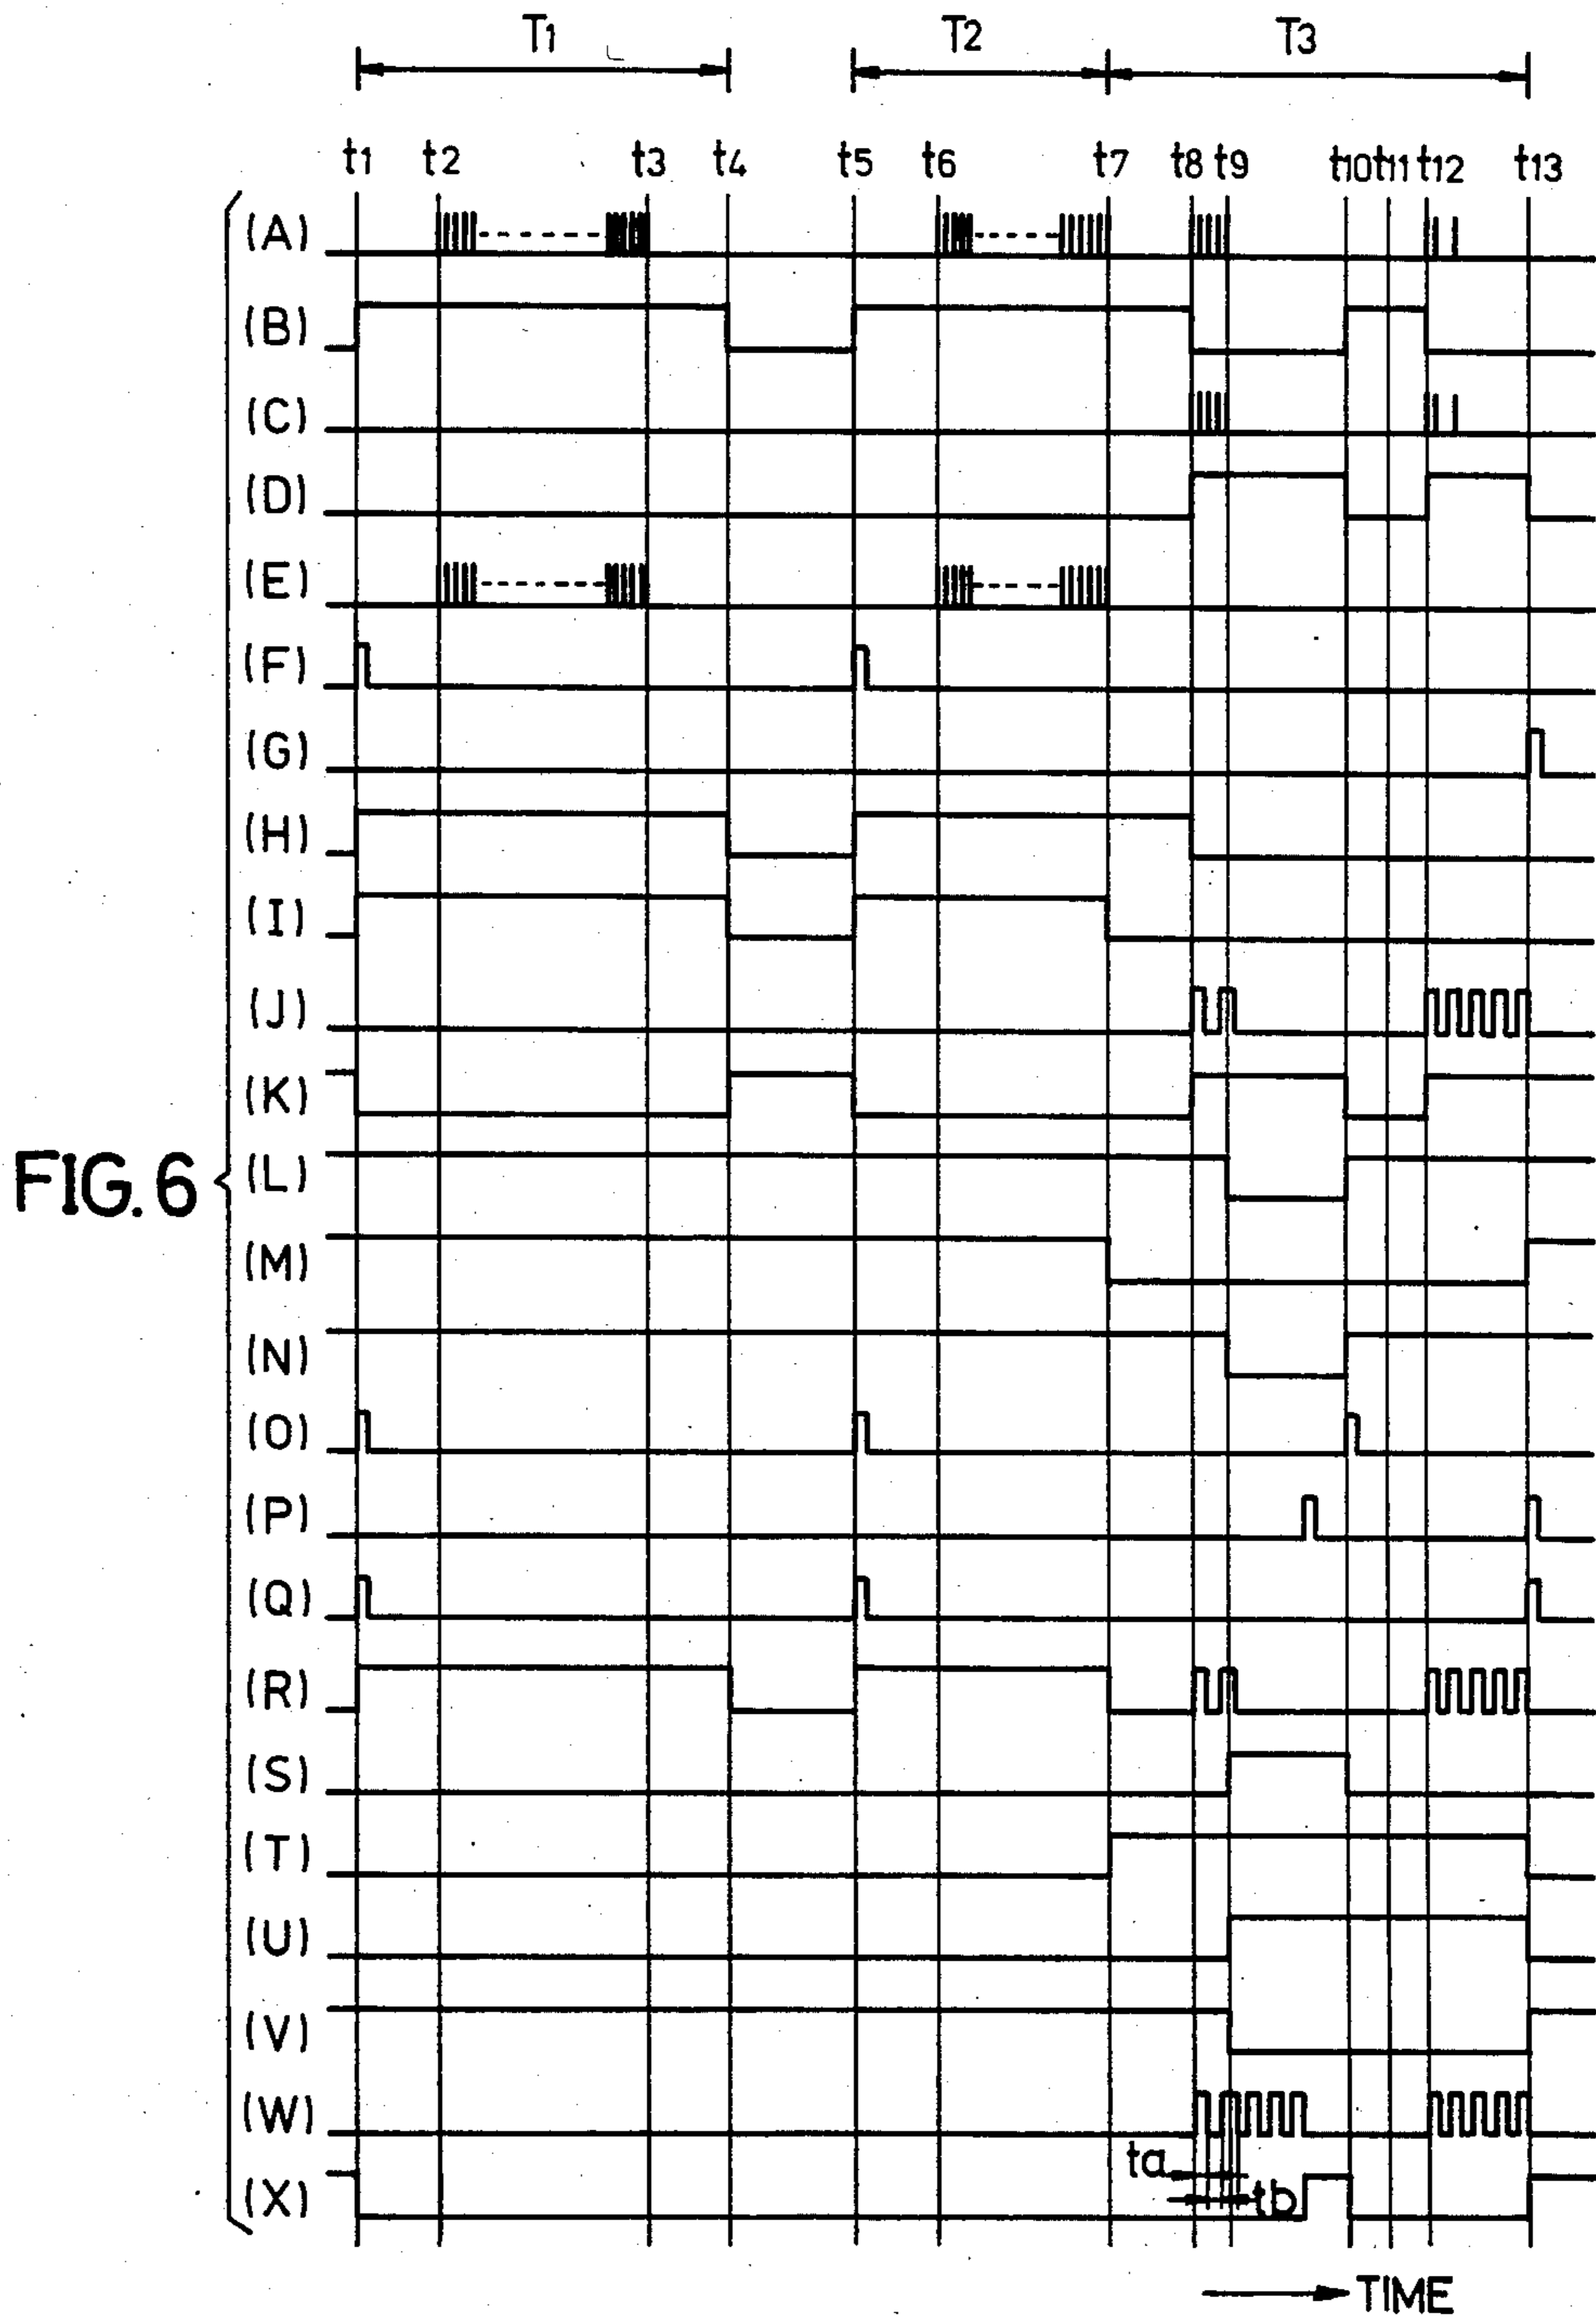 T1 T2 T3
t1 t2 t3 t4 t5 t6 t7 t8 t9 t10 t11 t12 t13
(A)
(B)
(C)
(D)
(E)
(F)
(G)
(H)
(I)
(J)
(K)
FIG. 6
(L)
(M)
(N)
(O)
(P)
(Q)
(R)
(S)
(T)
(U)
(V)
(W)
ta
(X)
tb
TIME